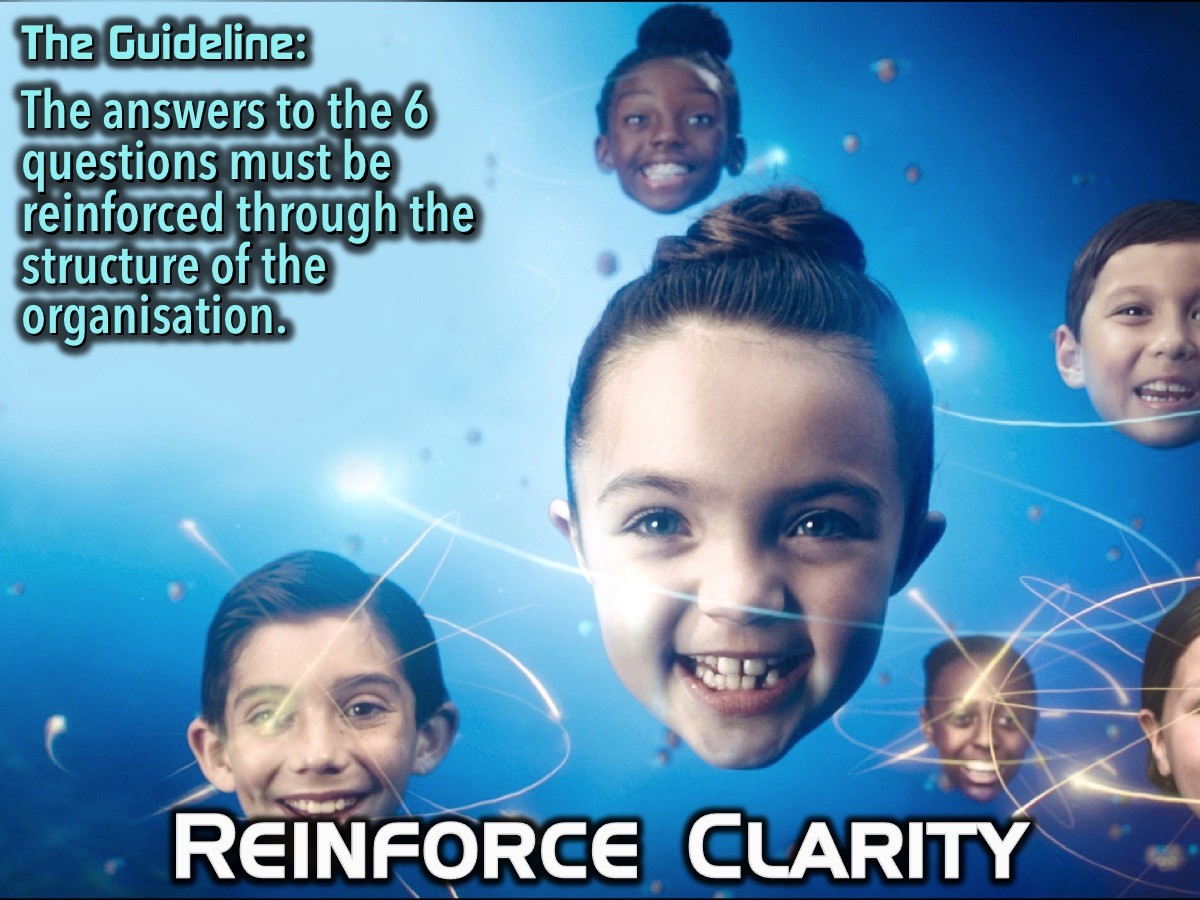 The Guideline:
The answers to the 6
questions must be
reinforced through the
structure of the
organisation.
Reinforce Clarity